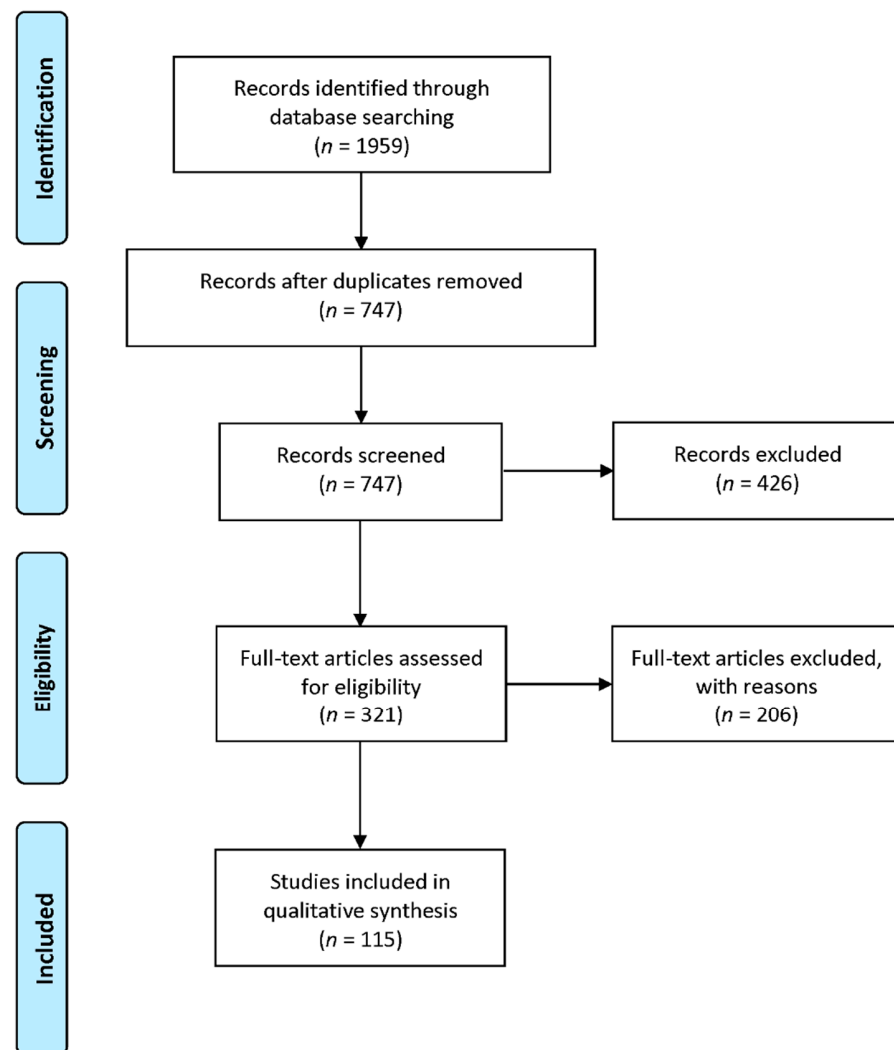 Identification
Records identified through
database searching
(n = 1959)
Records after duplicates removed
(n = 747)
Screening
Records screened
(n = 747)
Records excluded
(n = 426)
Eligibility
Full-text articles assessed
for eligibility
(n = 321)
Full-text articles excluded,
with reasons
(n = 206)
Included
Studies included in
qualitative synthesis
(n = 115)